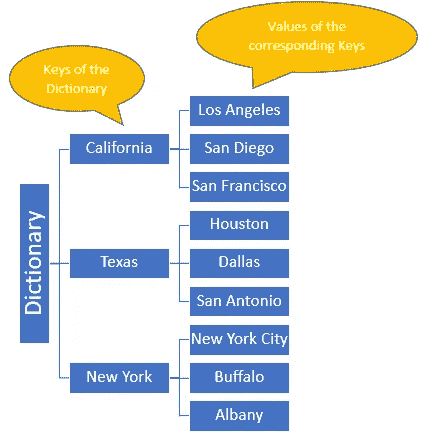 Values of the
corresponding Keys
Keys of the
Dictionary
Dictionary
California
Los Angeles
San Diego
San Francisco
Texas
Houston
Dallas
San Antonio
New York
New York City
Buffalo
Albany